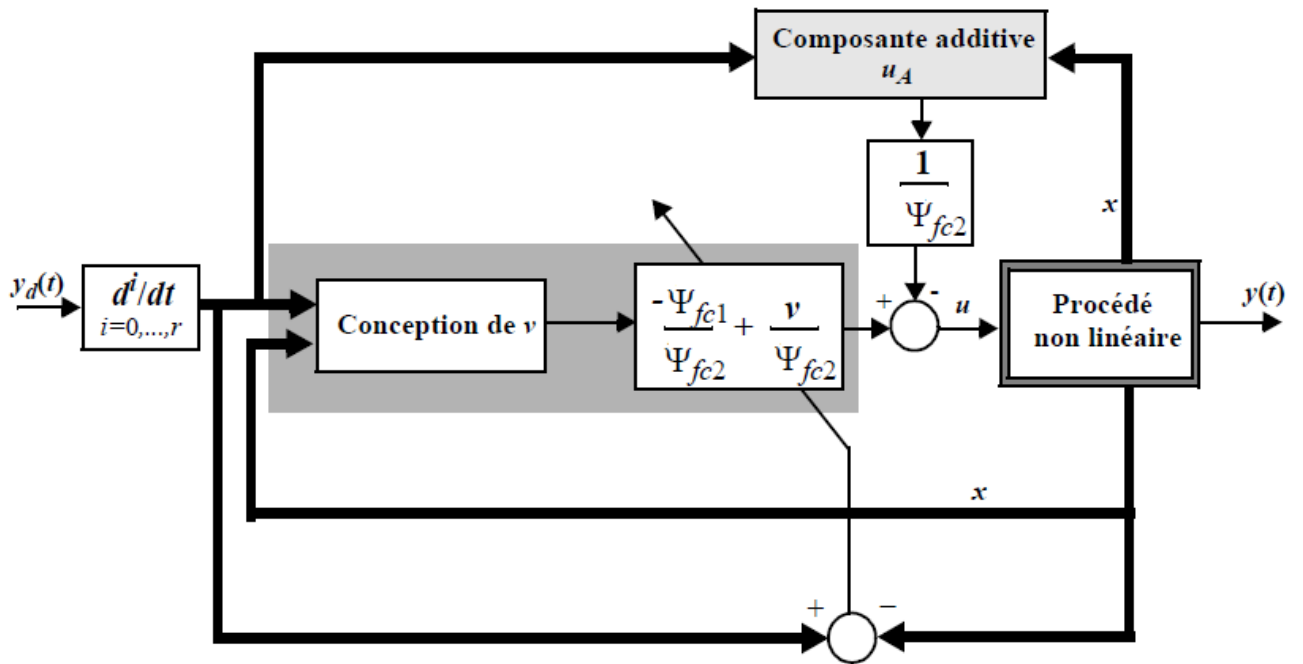 Composante additive
u_A
1
Ψ_fc2
x
y_d(t)
d^i/dt
i=0,...,r
Conception de v
-Ψ_fc1
Ψ_fc2
+
v
Ψ_fc2
+
-
u
Procédé
non linéaire
y(t)
x
+
−